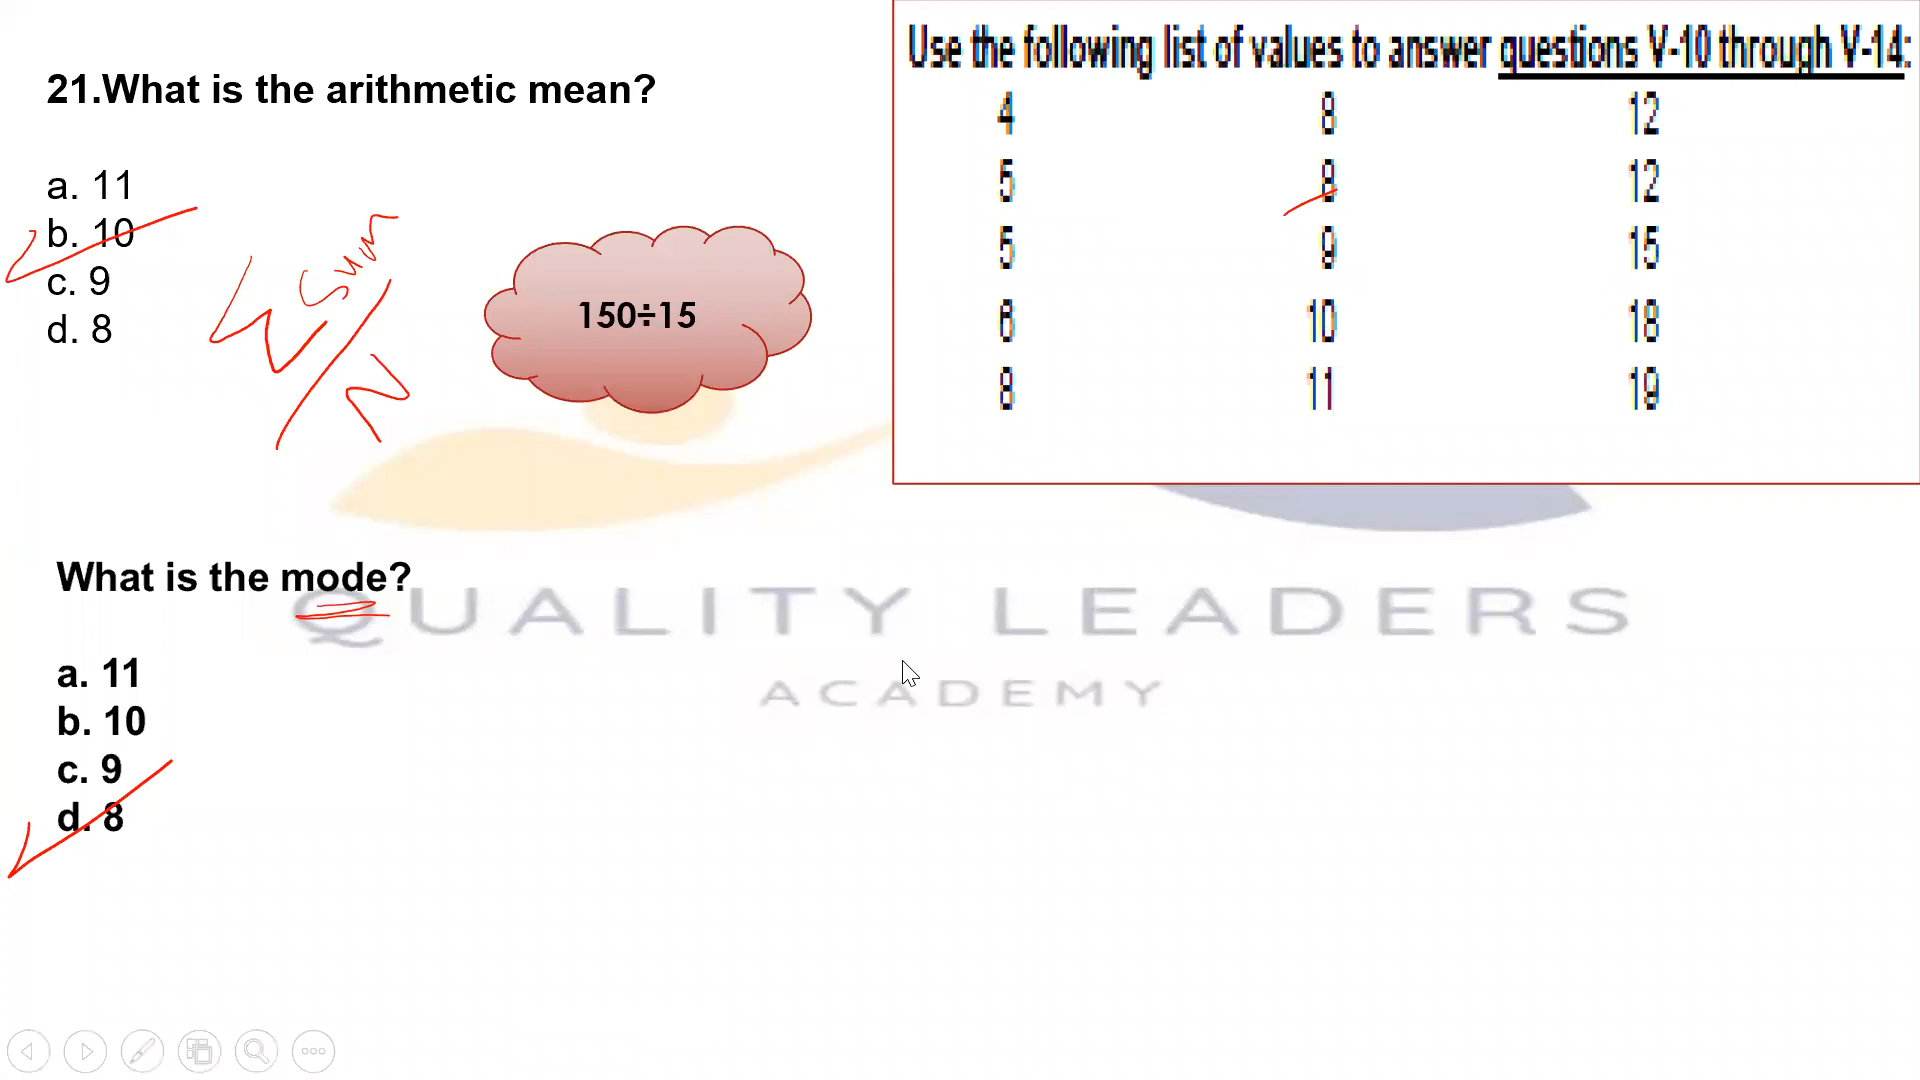 21.What is the arithmetic mean?
a. 11
b. 10
c. 9
d. 8
Sum
N
150÷15
Use the following list of values to answer questions V-10 through V-14:
4 8 12
5 8 12
5 9 15
6 10 18
8 11 19
What is the mode?
a. 11
b. 10
c. 9
d. 8
QUALITY LEADERS
ACADEMY